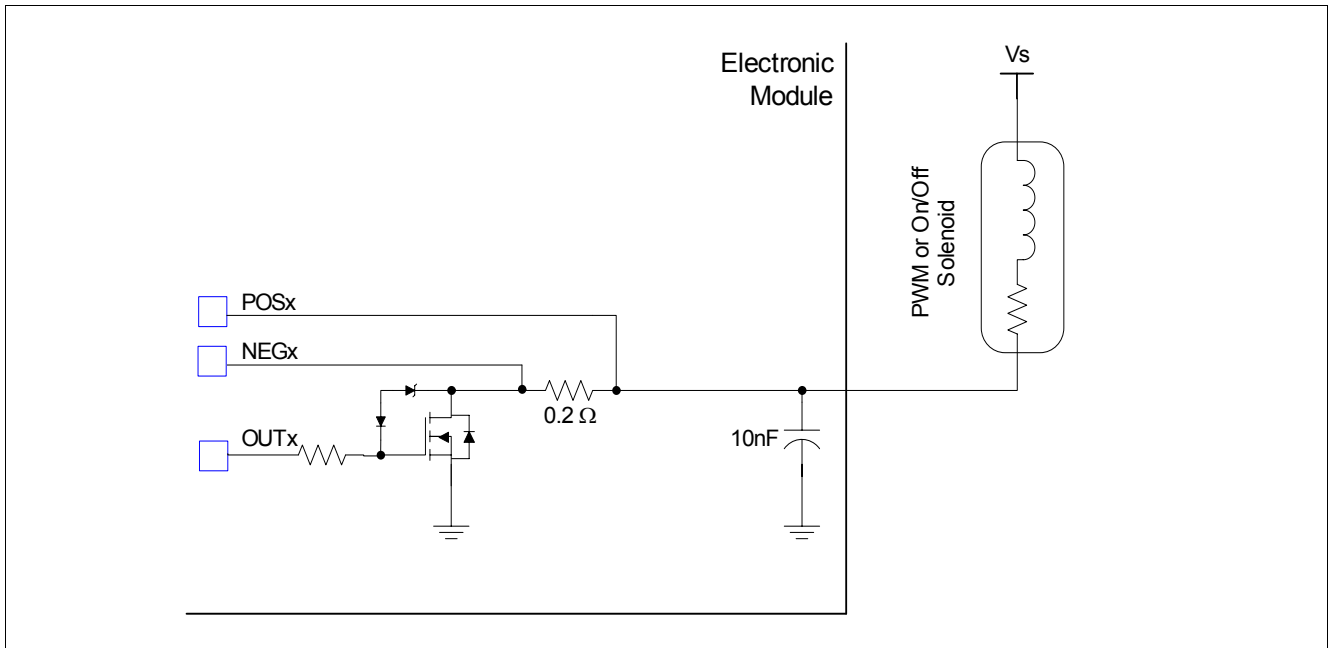 Electronic
Module
Vs
PWM or On/Off
Solenoid
POSx
NEGx
0.2 Ω
OUTx
10nF